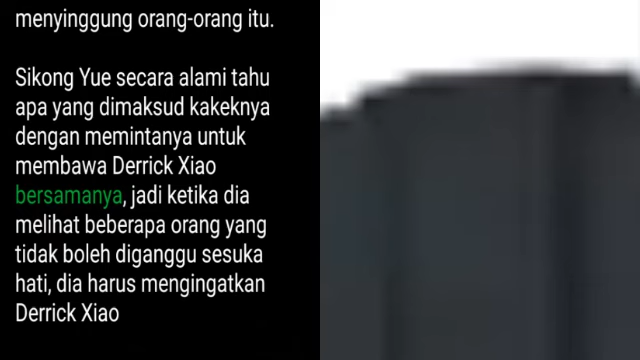 menyinggung orang-orang itu.
Sikong Yue secara alami tahu
apa yang dimaksud kakeknya
dengan memintanya untuk
membawa Derrick Xiao
bersamanya, jadi ketika dia
melihat beberapa orang yang
tidak boleh diganggu sesuka
hati, dia harus mengingatkan
Derrick Xiao